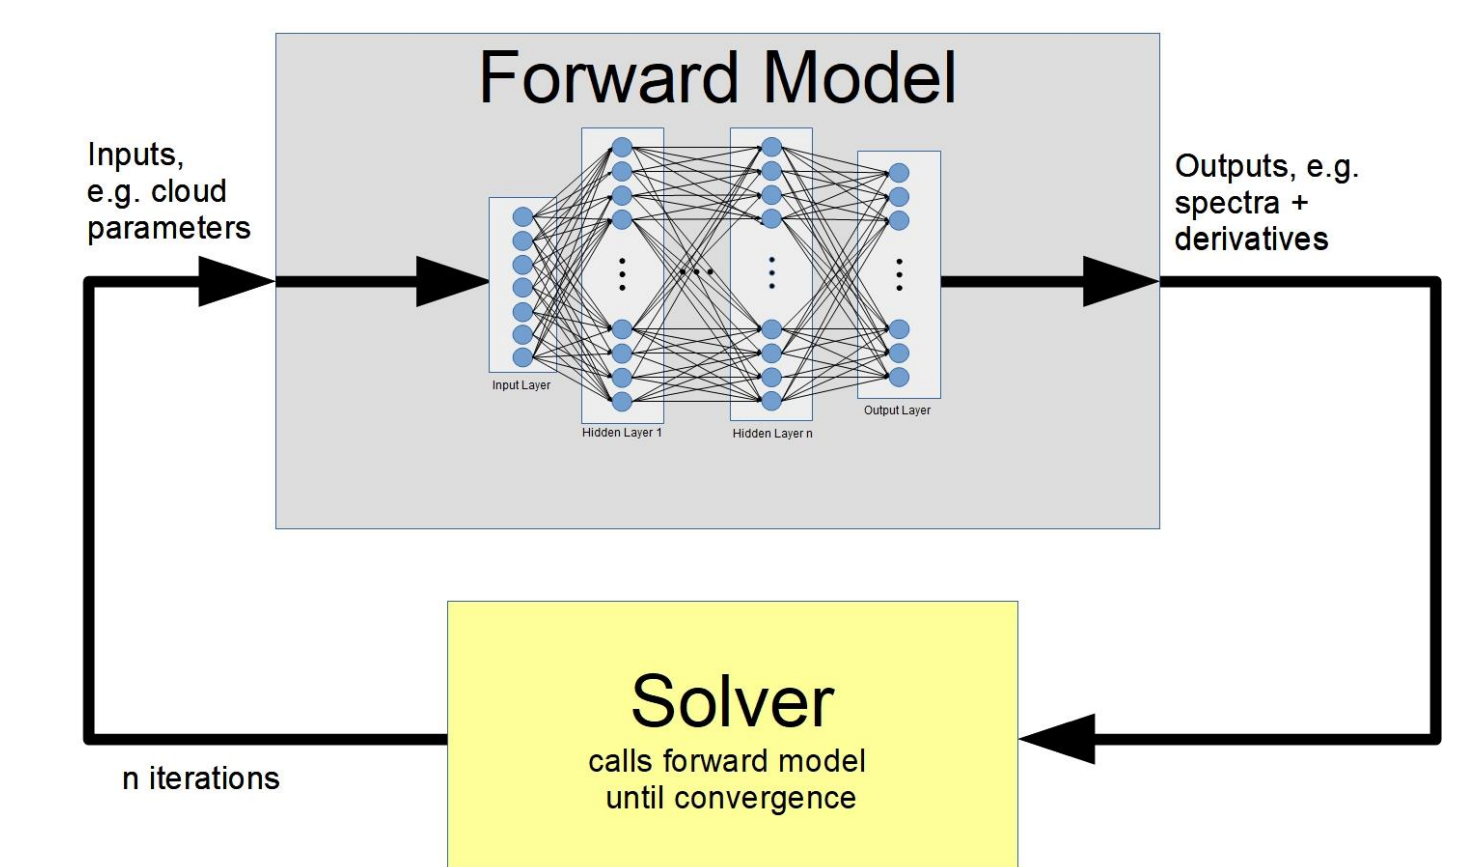 Forward Model
Inputs,
e.g. cloud
parameters
Outputs, e.g.
spectra +
derivatives
Input Layer
Hidden Layer 1
Hidden Layer n
Output Layer
Solver
calls forward model
until convergence
n iterations